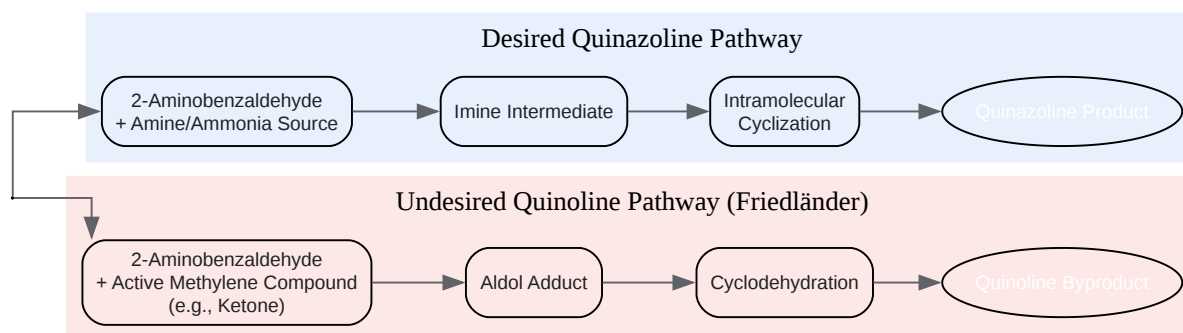 Desired Quinazoline Pathway
2-Aminobenzaldehyde
+ Amine/Ammonia Source
Imine Intermediate
Intramolecular
Cyclization
Quinazoline Product
Undesired Quinoline Pathway (Friedländer)
2-Aminobenzaldehyde
+ Active Methylene Compound
(e.g., Ketone)
Aldol Adduct
Cyclodehydration
Quinoline Byproduct